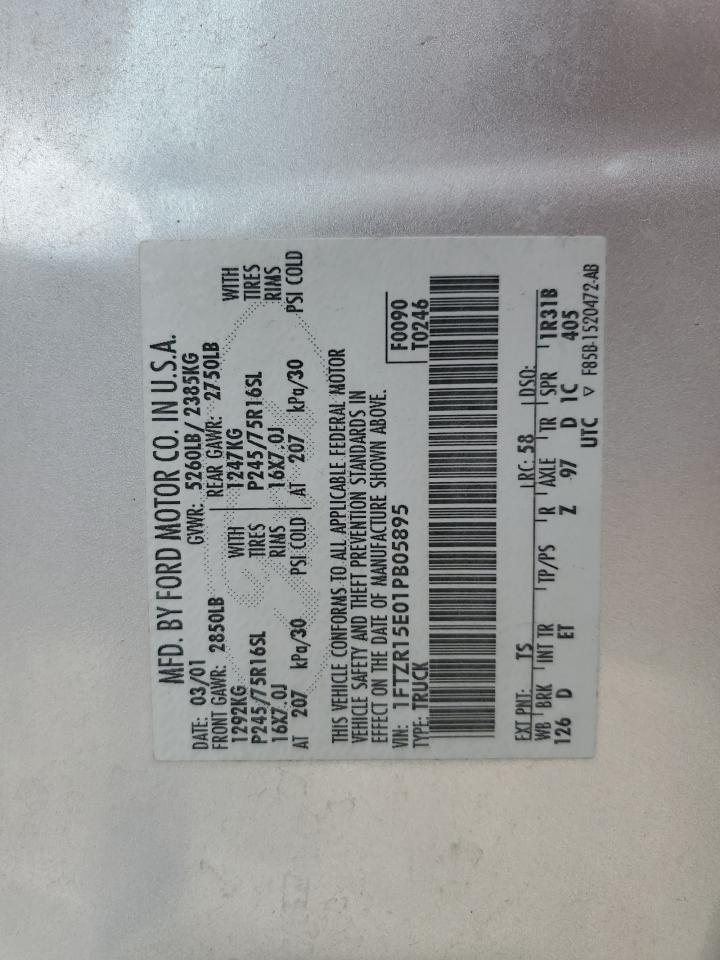 MFD. BY FORD MOTOR CO. IN U.S.A.
DATE: 03/01 GVWR: 5260LB/ 2385KG
FRONT GAWR: 2850LB REAR GAWR: 2750LB
1292KG WITH 1247KG WITH
P245/75R16SL TIRES P245/75R16SL TIRES
16X7.0J RIMS 16X7.0J RIMS
AT 207 kPa/30 PSI COLD AT 207 kPa/30 PSI COLD
THIS VEHICLE CONFORMS TO ALL APPLICABLE FEDERAL MOTOR
VEHICLE SAFETY AND THEFT PREVENTION STANDARDS IN
EFFECT ON THE DATE OF MANUFACTURE SHOWN ABOVE.
VIN: 1FTZR15E01PB05895 F0090
TYPE: TRUCK T0246
EXT PNT: TS RC: 58 DSO:
WB BRK INT TR TP/PS R AXLE TR SPR 1R31B
126 D ET Z 97 D 1C 405
UTC ▽ F85B-1520472-AB